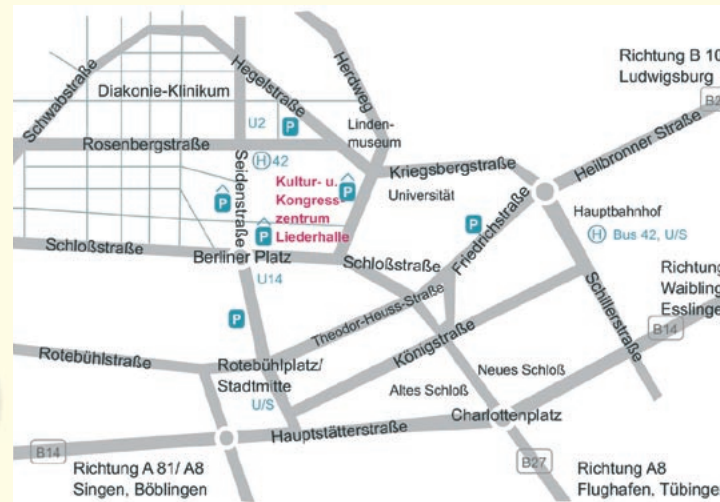 Richtung B 10
Ludwigsburg
Herdweg
Hegelstraße
Schwabstraße
Diakonie-Klinikum
U2
P
Linden-
museum
Heilbronner Straße
Rosenbergstraße
H 42
Seidenstraße
Kriegsbergstraße
Kultur- u.
Kongress-
zentrum
Liederhalle
P
P
P
Universität
P
Friedrichstraße
Hauptbahnhof
H Bus 42, U/S
Schloßstraße
Berliner Platz
Schloßstraße
U14
Schillerstraße
P
Theodor-Heuss-Straße
B14
Rotebühlstraße
Königstraße
Rotebühlplatz/
Stadtmitte
U/S
Neues Schloß
Altes Schloß
Charlottenplatz
Hauptstätterstraße
B14
B27
Richtung A 81/ A8
Singen, Böblingen
Richtung A8